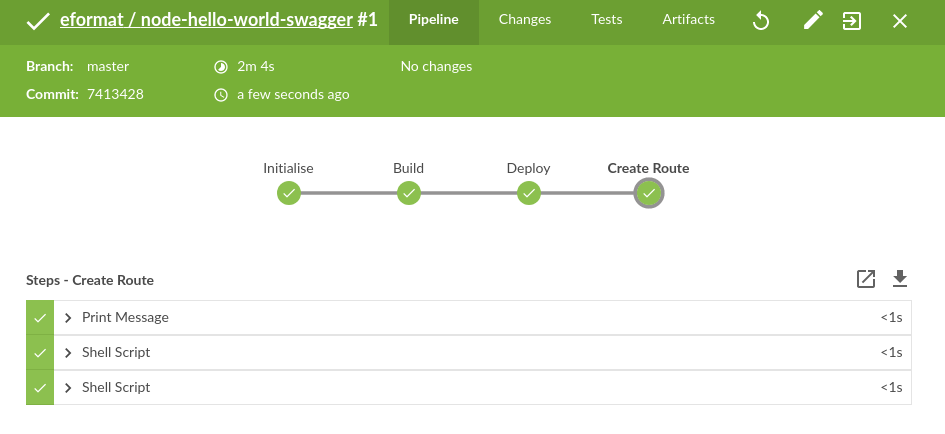 eformat / node-hello-world-swagger #1 Pipeline Changes Tests Artifacts
Branch: master 2m 4s No changes
Commit: 7413428 a few seconds ago
Initialise Build Deploy Create Route
Steps - Create Route
Print Message <1s
Shell Script <1s
Shell Script <1s